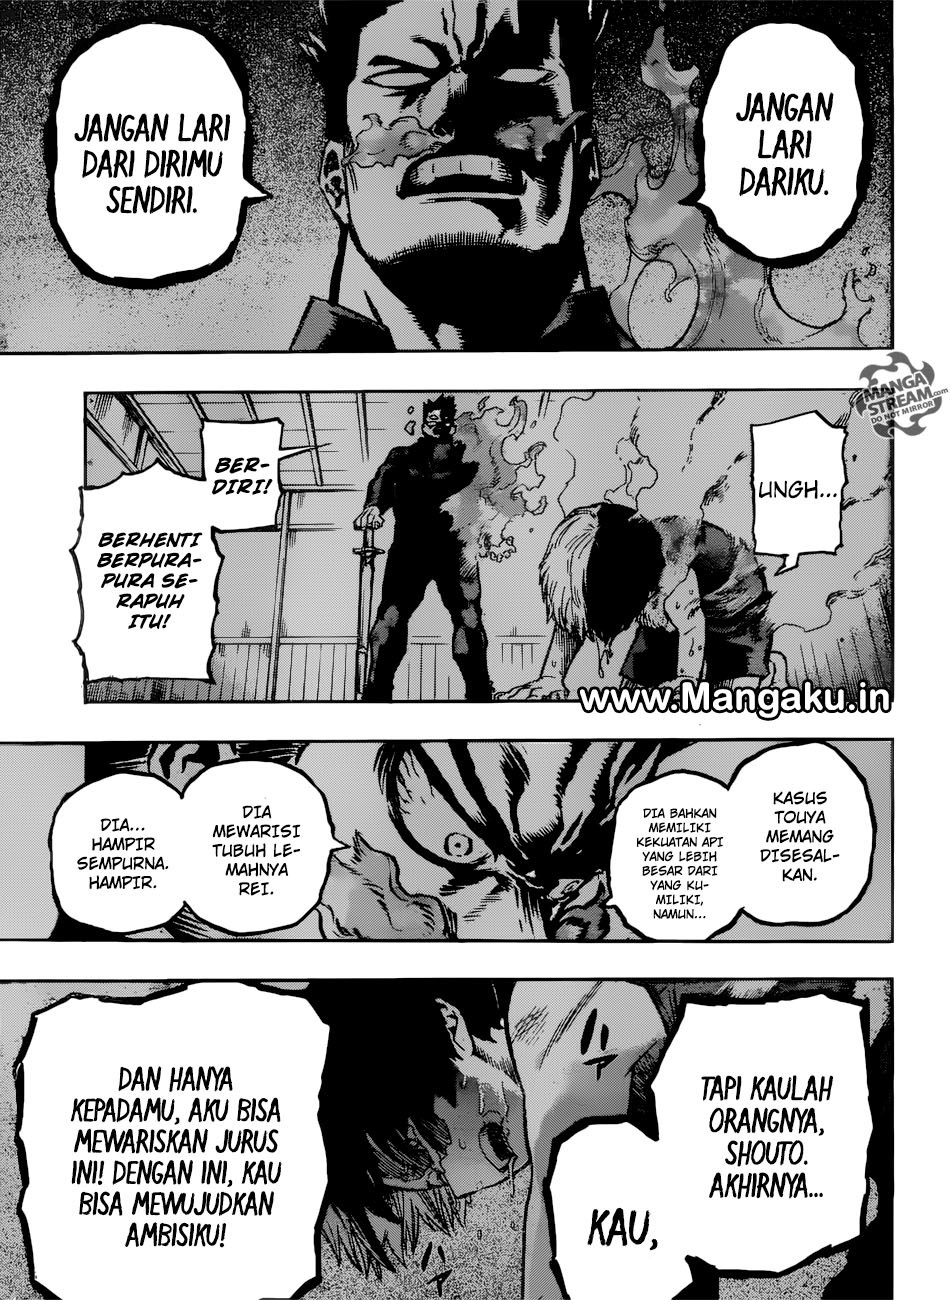 JANGAN
LARI
DARIKU.
JANGAN LARI
DARI DIRIMU
SENDIRI.
MANGA
STREAM.com
DO NOT MIRROR
UNGH...
BER-
DIRI!
BERHENTI
BERPURA-
PURA SE-
RAPUH
ITU!
www.Mangaku.in
KASUS
TOUYA
MEMANG
DISESAL-
KAN.
DIA BAHKAN
MEMILIKI
KEKUATAN API
YANG LEBIH
BESAR DARI
YANG KU-
MILIKI,
NAMUN...
DIA
MEWARISI
TUBUH LE-
MAHNYA
REI.
DIA...
HAMPIR
SEMPURNA.
HAMPIR.
TAPI KAULAH
ORANGNYA,
SHOUTO.
AKHIRNYA...
KAU,
DAN HANYA
KEPADAMU, AKU BISA
MEWARISKAN JURUS
INI! DENGAN INI, KAU
BISA MEWUJUDKAN
AMBISIKU!